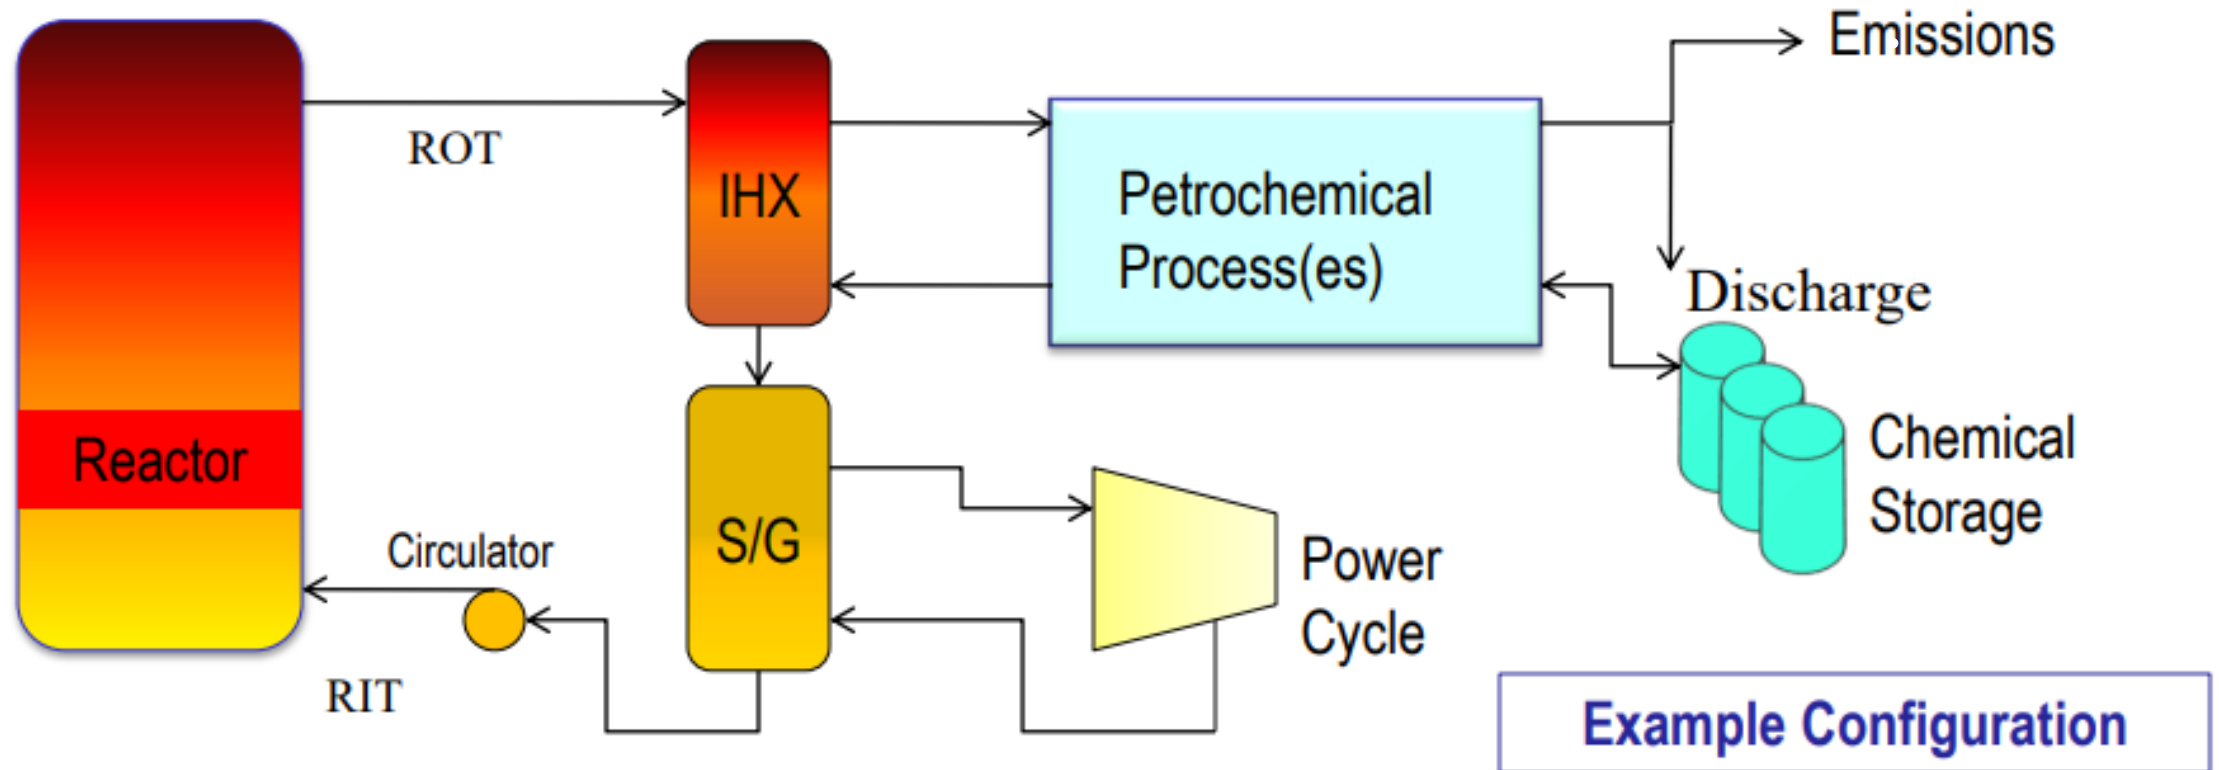 Emissions
ROT
IHX
Petrochemical
Process(es)
Discharge
Reactor
Circulator
S/G
Chemical
Storage
Power
Cycle
RIT
Example Configuration